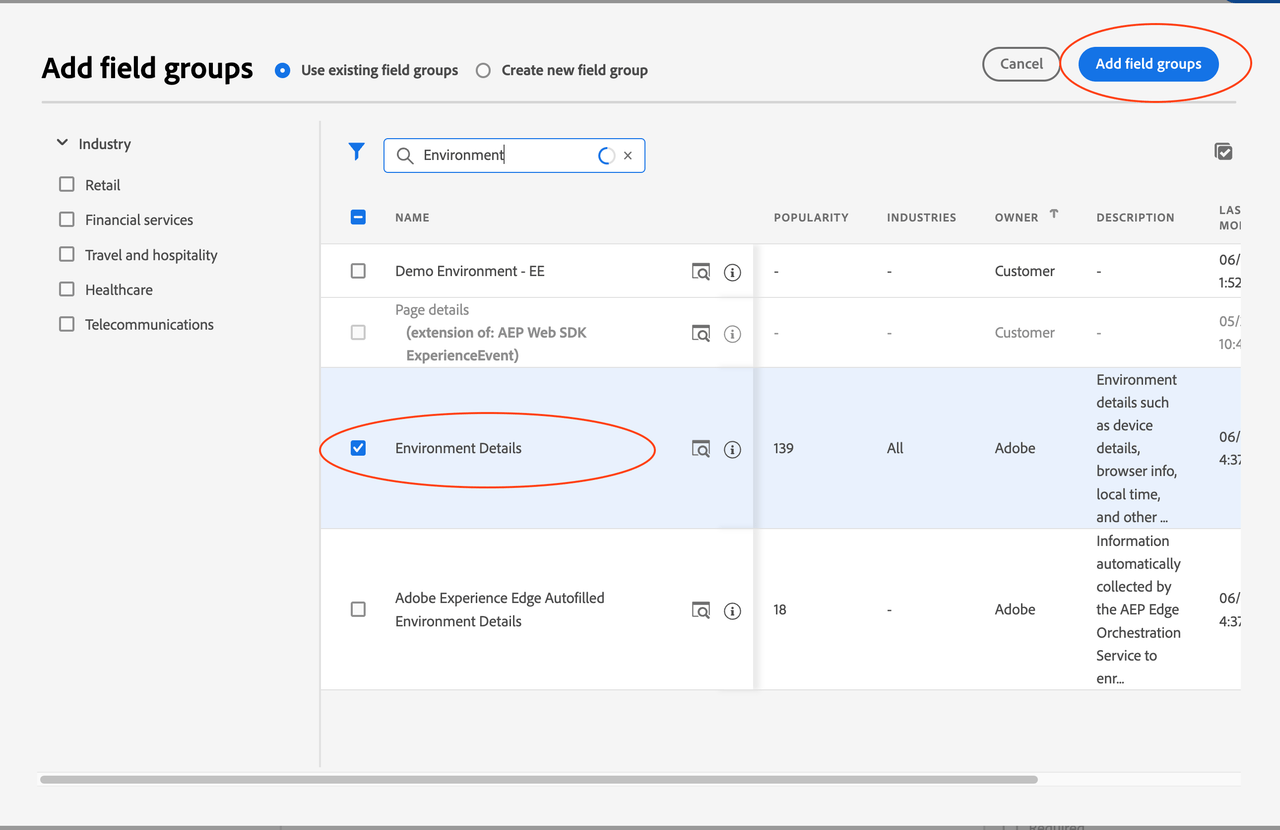 Add field groups
Use existing field groups
Create new field group
Cancel
Add field groups
Industry
Retail
Financial services
Travel and hospitality
Healthcare
Telecommunications
Environment
NAME
POPULARITY
INDUSTRIES
OWNER
DESCRIPTION
LAS
MO
Demo Environment - EE
-
-
Customer
-
06/
1:52
Page details
(extension of: AEP Web SDK
ExperienceEvent)
-
-
Customer
-
05/
10:4
Environment Details
139
All
Adobe
Environment
details such
as device
details,
browser info,
local time,
and other ...
06/
4:37
Adobe Experience Edge Autofilled
Environment Details
18
-
Adobe
Information
automatically
collected by
the AEP Edge
Orchestration
Service to
enr...
06/
4:37
Required